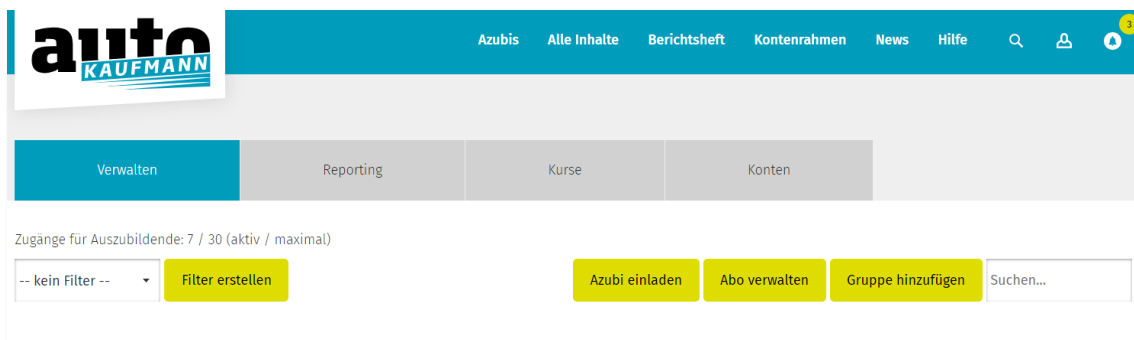 auto
KAUFMANN
Azubis Alle Inhalte Berichtsheft Kontenrahmen News Hilfe 3
Verwalten Reporting Kurse Konten
Zugänge für Auszubildende: 7 / 30 (aktiv / maximal)
-- kein Filter -- Filter erstellen Azubi einladen Abo verwalten Gruppe hinzufügen Suchen...